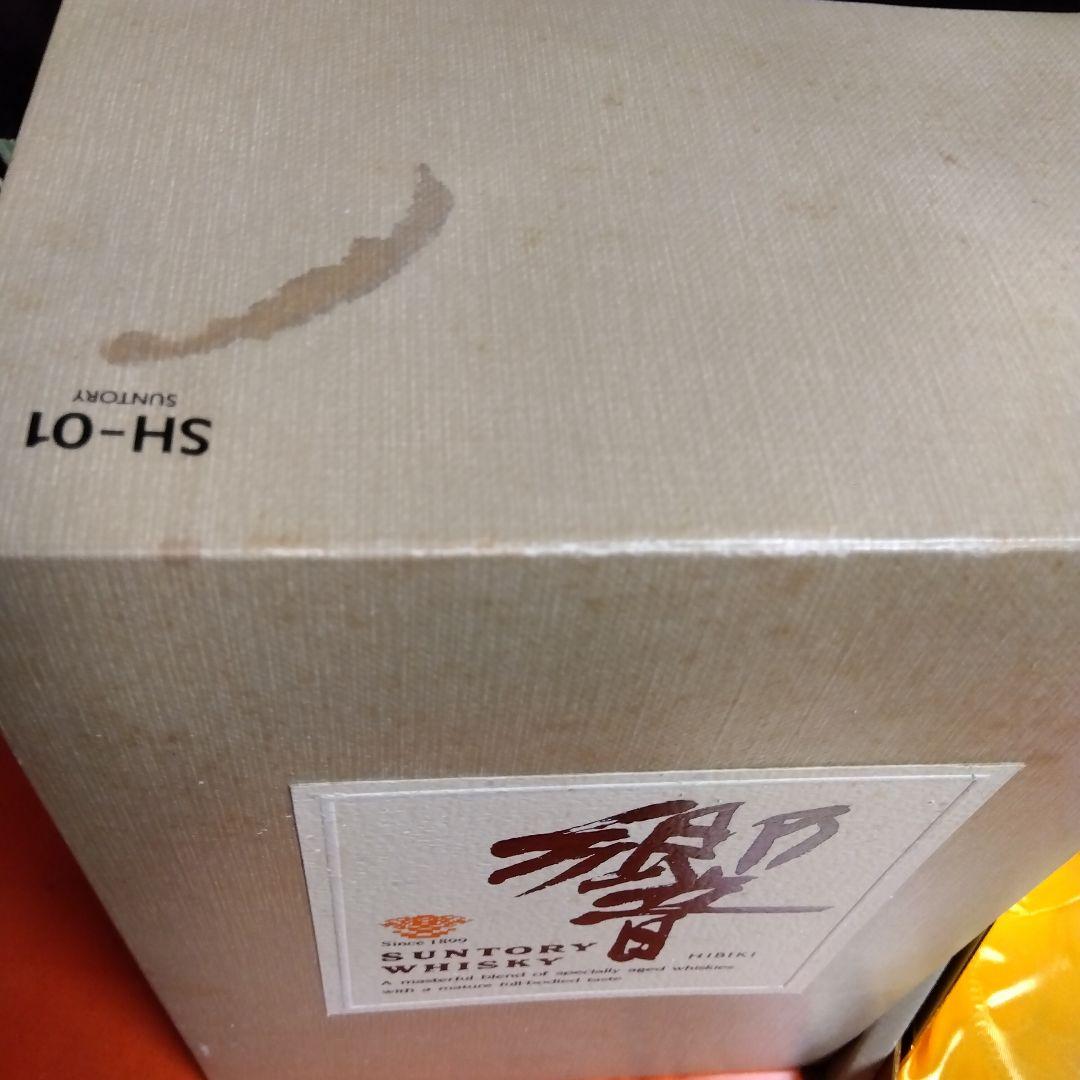 SH-01
SUNTORY
響
Since 1899
SUNTORY
WHISKY
HIBIKI
A masterful blend of specially aged whiskies
with a mature full-bodied taste